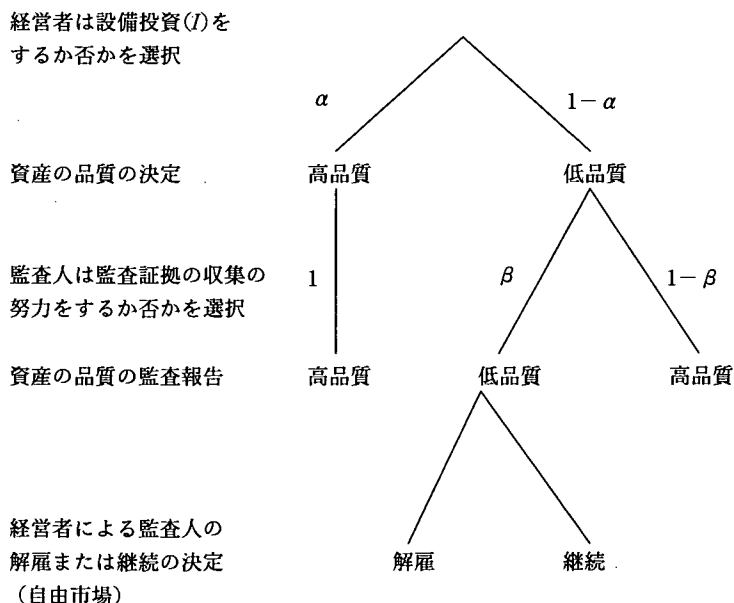 経営者は設備投資(I)を
するか否かを選択
α
1－α
資産の品質の決定
高品質
低品質
監査人は監査証拠の収集の
努力をするか否かを選択
1
β
1－β
資産の品質の監査報告
高品質
低品質
高品質
経営者による監査人の
解雇または継続の決定
（自由市場）
解雇
継続